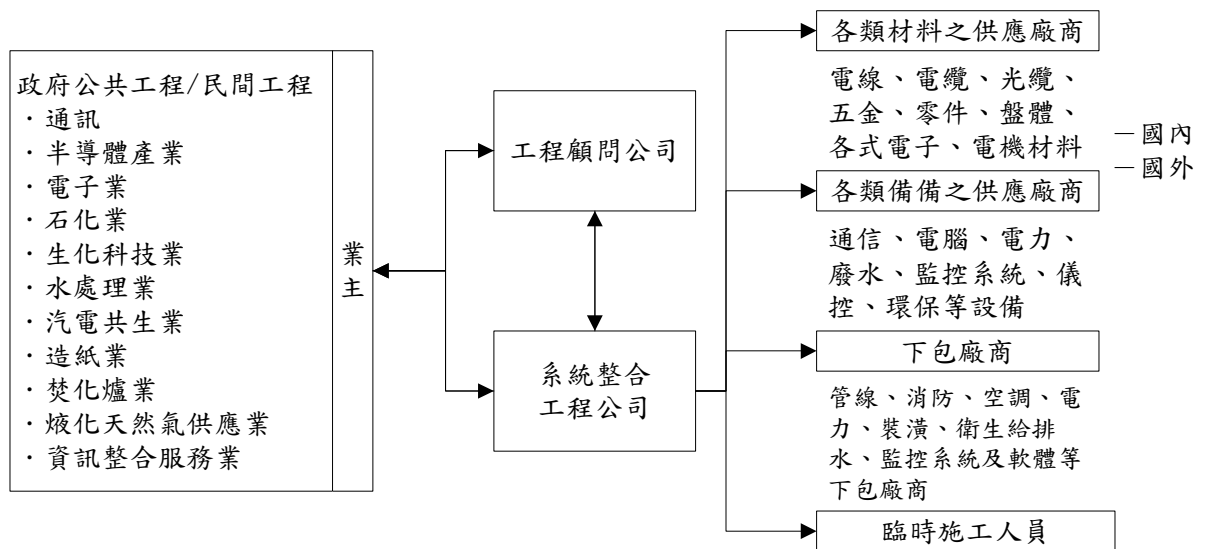 政府公共工程/民間工程
·通訊
·半導體產業
·電子業
·石化業
·生化科技業
·水處理業
·汽電共生業
·造紙業
·焚化爐業
·焿化天然氣供應業
·資訊整合服務業
業
主
工程顧問公司
系統整合
工程公司
各類材料之供應廠商
電線、電纜、光纜、
五金、零件、盤體、
各式電子、電機材料
—國內
—國外
各類備備之供應廠商
通信、電腦、電力、
廢水、監控系統、儀
控、環保等設備
下包廠商
管線、消防、空調、電
力、裝潢、衛生給排
水、監控系統及軟體等
下包廠商
臨時施工人員